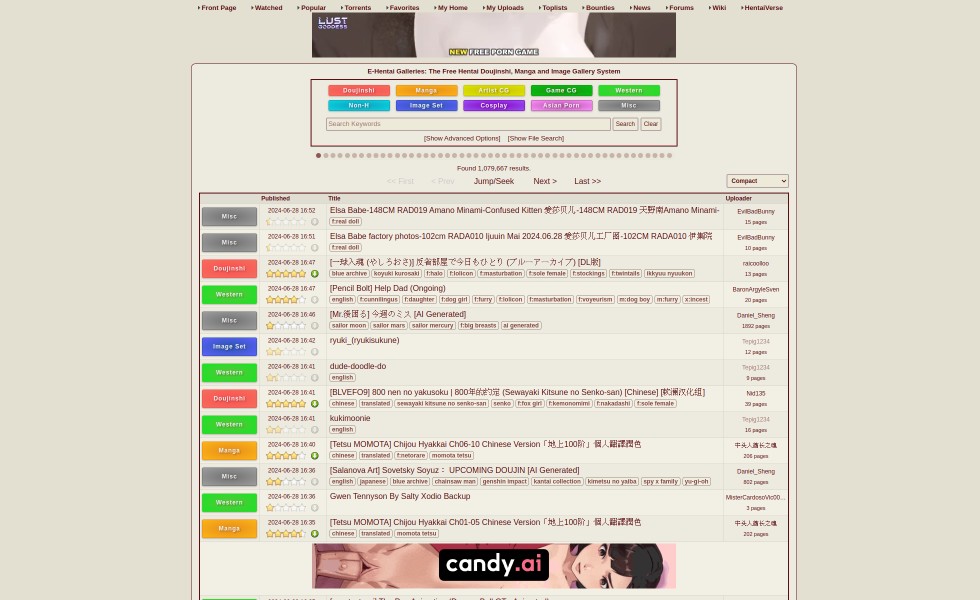 Front Page Watched Popular Torrents Favorites My Home My Uploads Toplists Bounties News Forums Wiki HentaiVerse
LUST
GODDESS
NEW FREE PORN GAME
E-Hentai Galleries: The Free Hentai Doujinshi, Manga and Image Gallery System
Doujinshi Manga Artist CG Game CG Western
Non-H Image Set Cosplay Asian Porn Misc
Search Keywords Search Clear
[Show Advanced Options] [Show File Search]
Found 1,079,667 results.
<< First < Prev Jump/Seek Next > Last >> Compact
Published Title Uploader
Misc 2024-06-28 16:52 Elsa Babe-148CM RAD019 Amano Minami-Confused Kitten 爱莎贝儿-148CM RAD019 天野南Amano Minami- EvilBadBunny
f:real doll 15 pages
Misc 2024-06-28 16:51 Elsa Babe factory photos-102cm RADA010 Ijuuin Mai 2024.06.28 爱莎贝儿工厂图-102CM RADA010 伊集院 EvilBadBunny
f:real doll 10 pages
Doujinshi 2024-06-28 16:47 [一球入魂 (やしろおさ)] 反省部屋で今日もひとり (ブルーアーカイブ) [DL版] raicoolloo
blue archive koyuki kurosaki f:halo f:lolicon f:masturbation f:sole female f:stockings f:twintails ikkyuu nyuukon 13 pages
Western 2024-06-28 16:47 [Pencil Bolt] Help Dad (Ongoing) BaronArgyleSven
english f:cunnilingus f:daughter f:dog girl f:furry f:lolicon f:masturbation f:voyeurism m:dog boy m:furry x:incest 20 pages
Misc 2024-06-28 16:46 [Mr.後困る] 今週のミス [AI Generated] Daniel_Sheng
sailor moon sailor mars sailor mercury f:big breasts ai generated 1892 pages
Image Set 2024-06-28 16:42 ryuki_(ryukisukune) Tepig1234
12 pages
Western 2024-06-28 16:41 dude-doodle-do Tepig1234
english 9 pages
Doujinshi 2024-06-28 16:41 [BLVEFO9] 800 nen no yakusoku | 800年的约定 (Sewayaki Kitsune no Senko-san) [Chinese] [欶澜汉化组] Nid135
chinese translated sewayaki kitsune no senko-san senko f:fox girl f:kemonomimi f:nakadashi f:sole female 39 pages
Western 2024-06-28 16:41 kukimoonie Tepig1234
english 16 pages
Manga 2024-06-28 16:40 [Tetsu MOMOTA] Chijou Hyakkai Ch06-10 Chinese Version「地上100階」個人翻譯潤色 牛头人酋长之魂
chinese translated f:netorare momota tetsu 206 pages
Misc 2024-06-28 16:36 [Salanova Art] Sovetsky Soyuz： UPCOMING DOUJIN [AI Generated] Daniel_Sheng
english japanese blue archive chainsaw man genshin impact kantai collection kimetsu no yaiba spy x family yu-gi-oh 802 pages
Western 2024-06-28 16:36 Gwen Tennyson By Salty Xodio Backup MisterCardosoVic00...
3 pages
Manga 2024-06-28 16:35 [Tetsu MOMOTA] Chijou Hyakkai Ch01-05 Chinese Version「地上100階」個人翻譯潤色 牛头人酋长之魂
chinese translated momota tetsu 202 pages
candy.ai